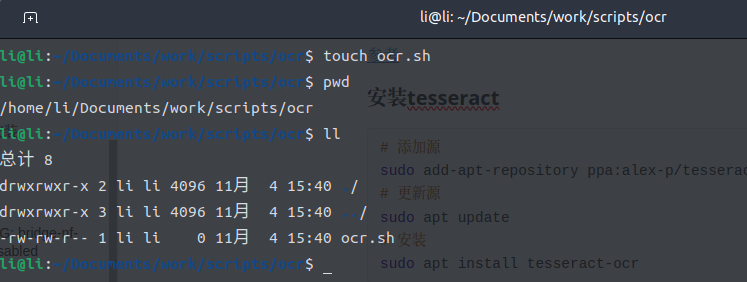 li@li: ~/Documents/work/scripts/ocr
li@li:~/Documents/work/scripts/ocr$ touch ocr.sh
li@li:~/Documents/work/scripts/ocr$ pwd
/home/li/Documents/work/scripts/ocr
li@li:~/Documents/work/scripts/ocr$ ll
总计 8
drwxrwxr-x 2 li li 4096 11月  4 15:40 ./
drwxrwxr-x 3 li li 4096 11月  4 15:40 ../
-rw-rw-r-- 1 li li    0 11月  4 15:40 ocr.sh
li@li:~/Documents/work/scripts/ocr$ _
安装tesseract
# 添加源
sudo add-apt-repository ppa:alex-p/tesserac
# 更新源
sudo apt update
安装
sudo apt install tesseract-ocr
bridge-nf-